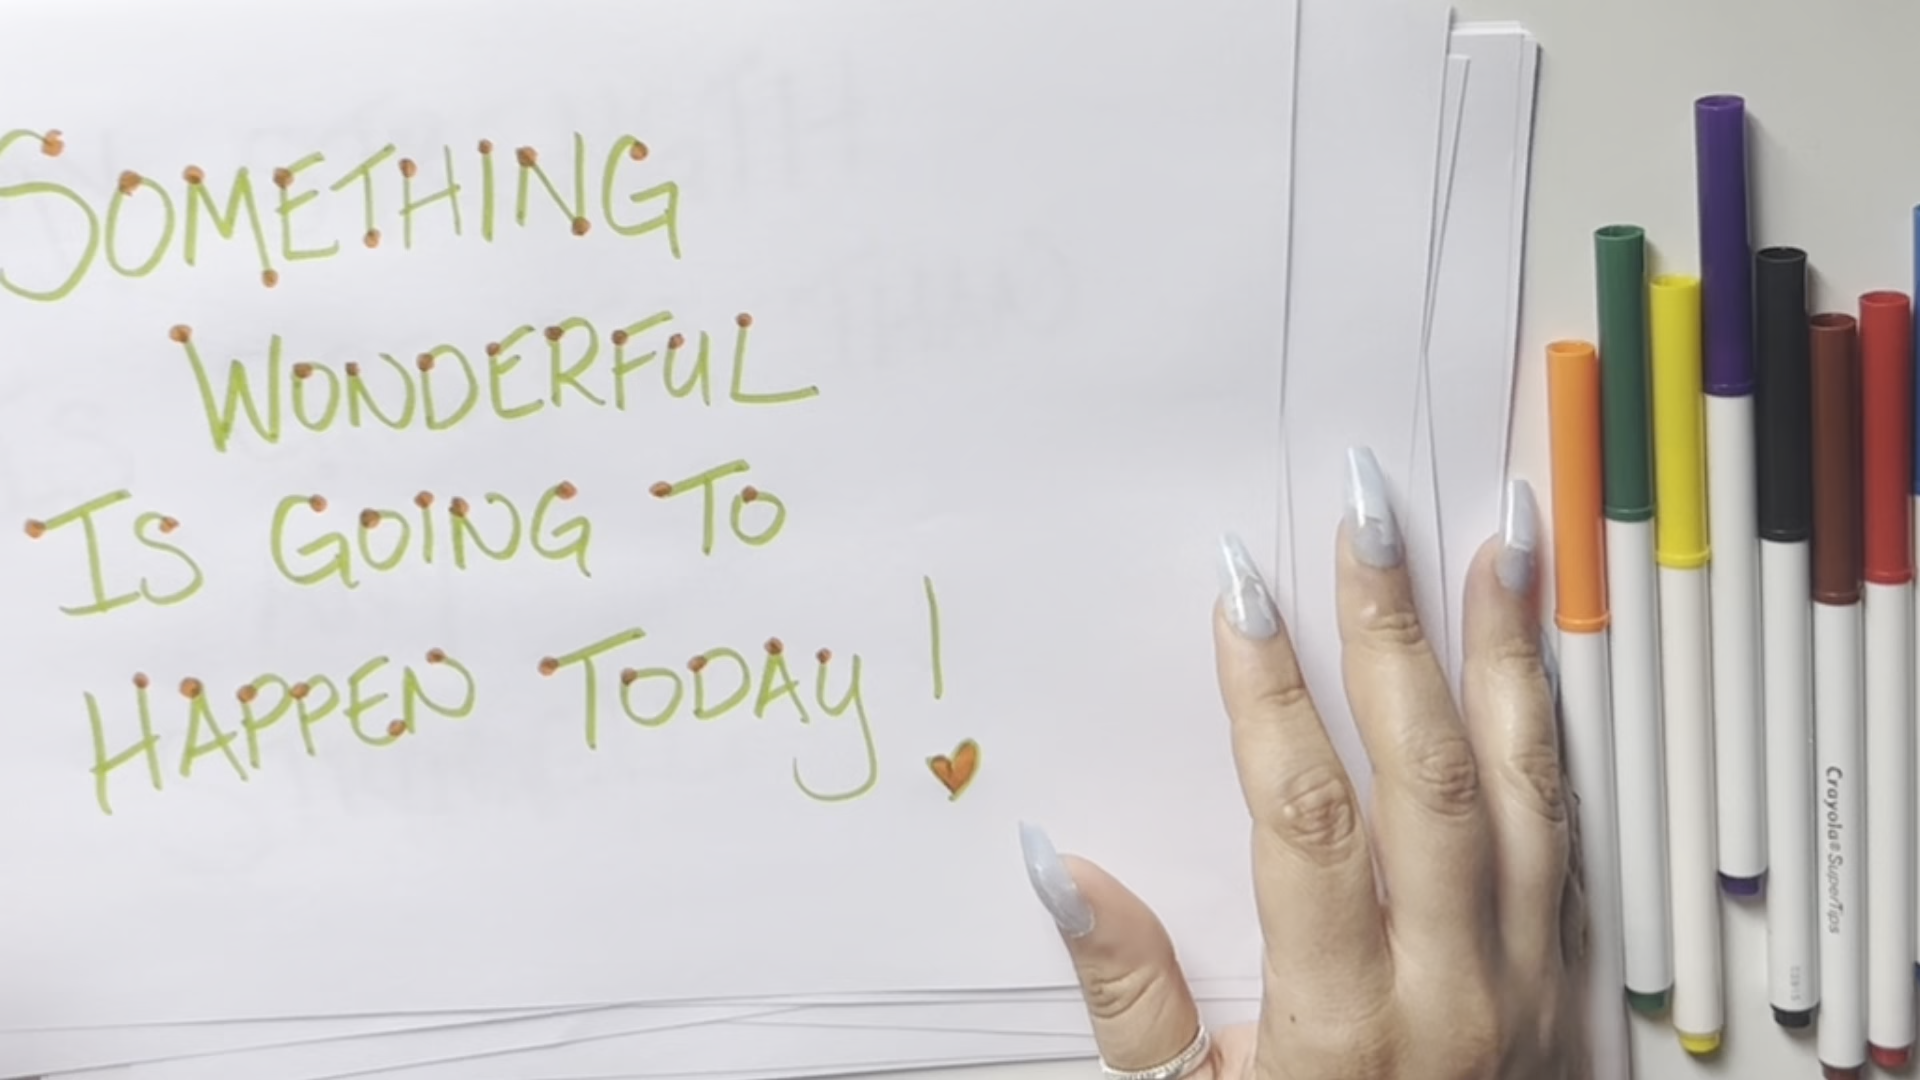 SOMETHING
WONDERFUL
IS GOING TO
HAPPEN TODAY!
Crayola® SuperTips